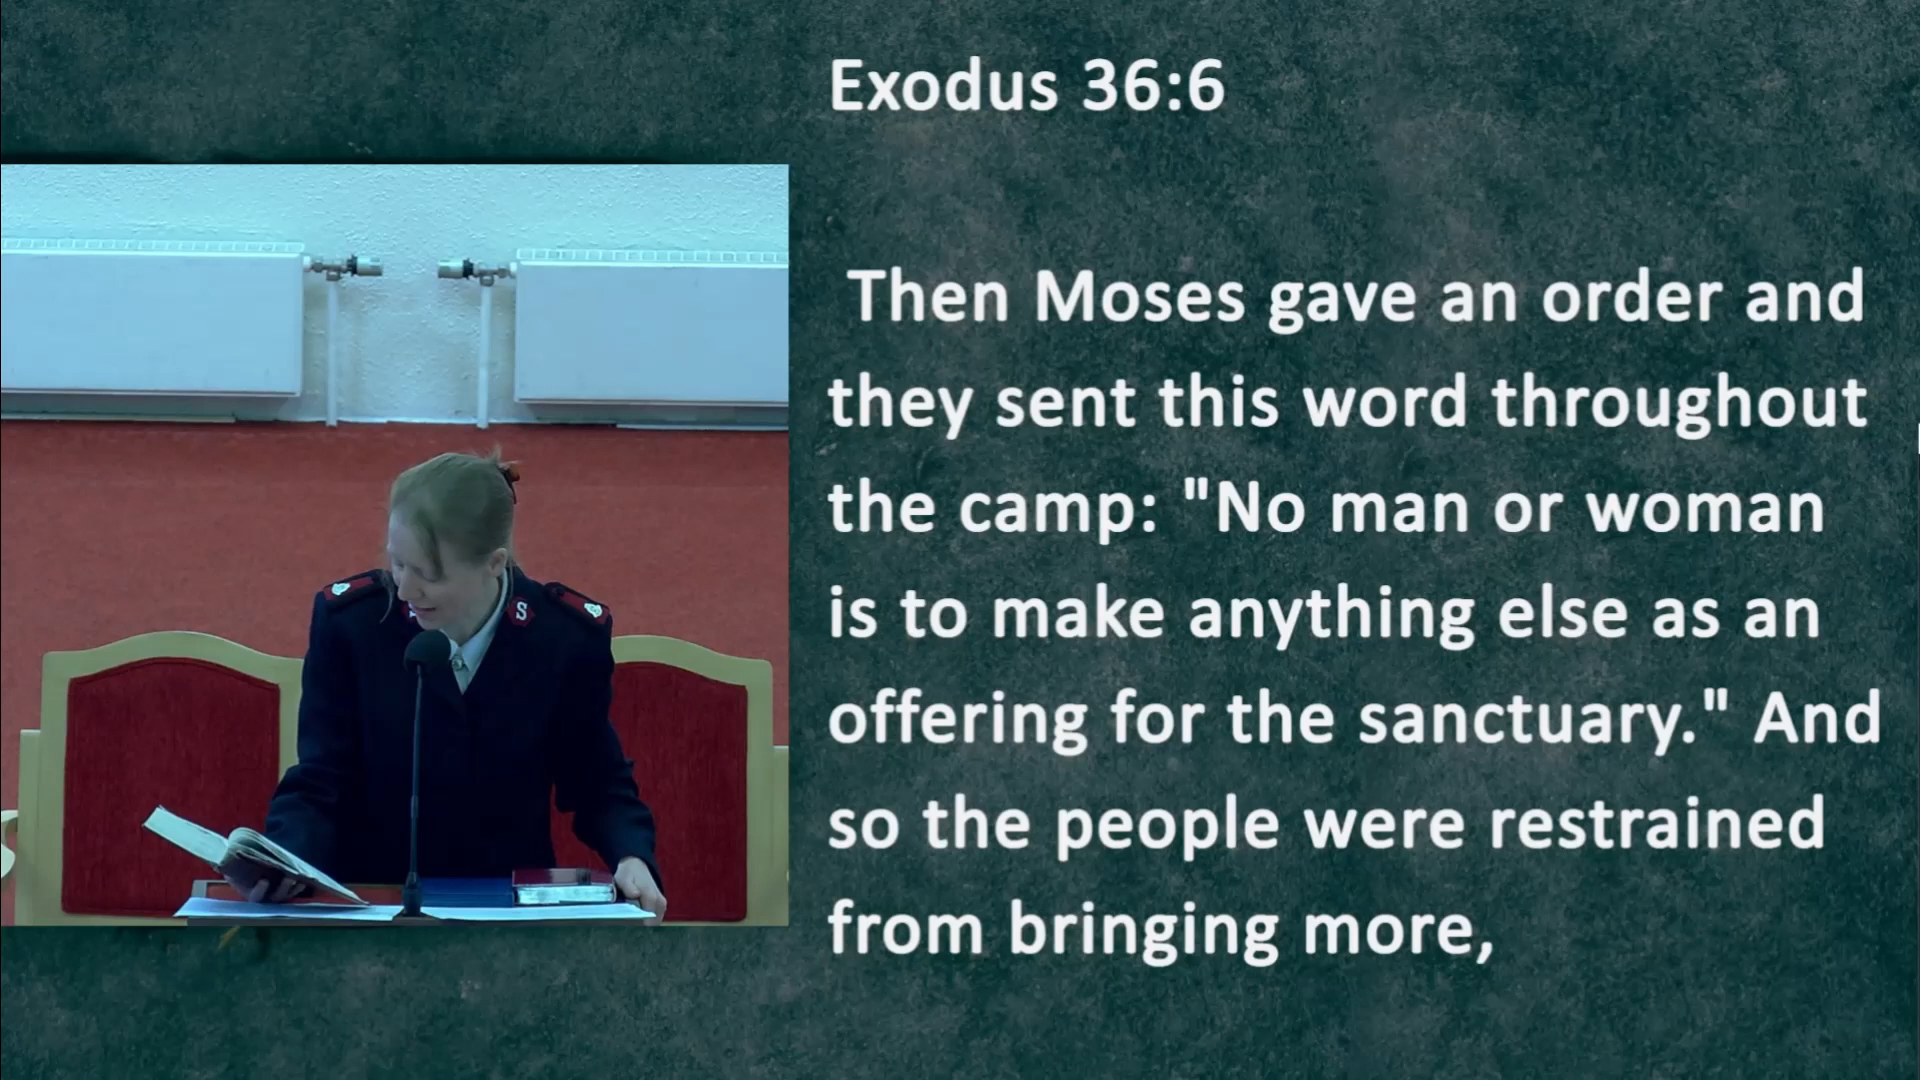 Exodus 36:6
Then Moses gave an order and
they sent this word throughout
the camp: "No man or woman
is to make anything else as an
offering for the sanctuary." And
so the people were restrained
from bringing more,
S